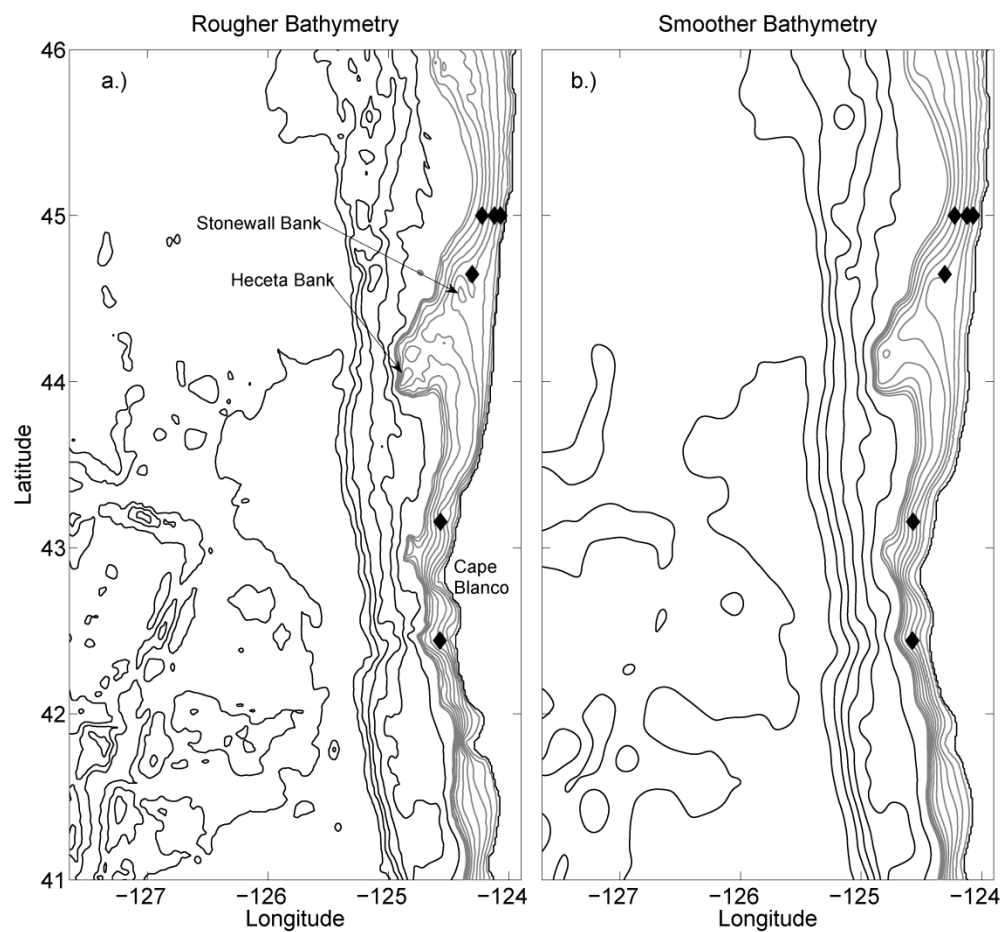 Rougher Bathymetry
Smoother Bathymetry
a.)
b.)
46
45
44
43
42
41
Latitude
Stonewall Bank
Heceta Bank
Cape
Blanco
−127 −126 −125 −124
−127 −126 −125 −124
Longitude
Longitude